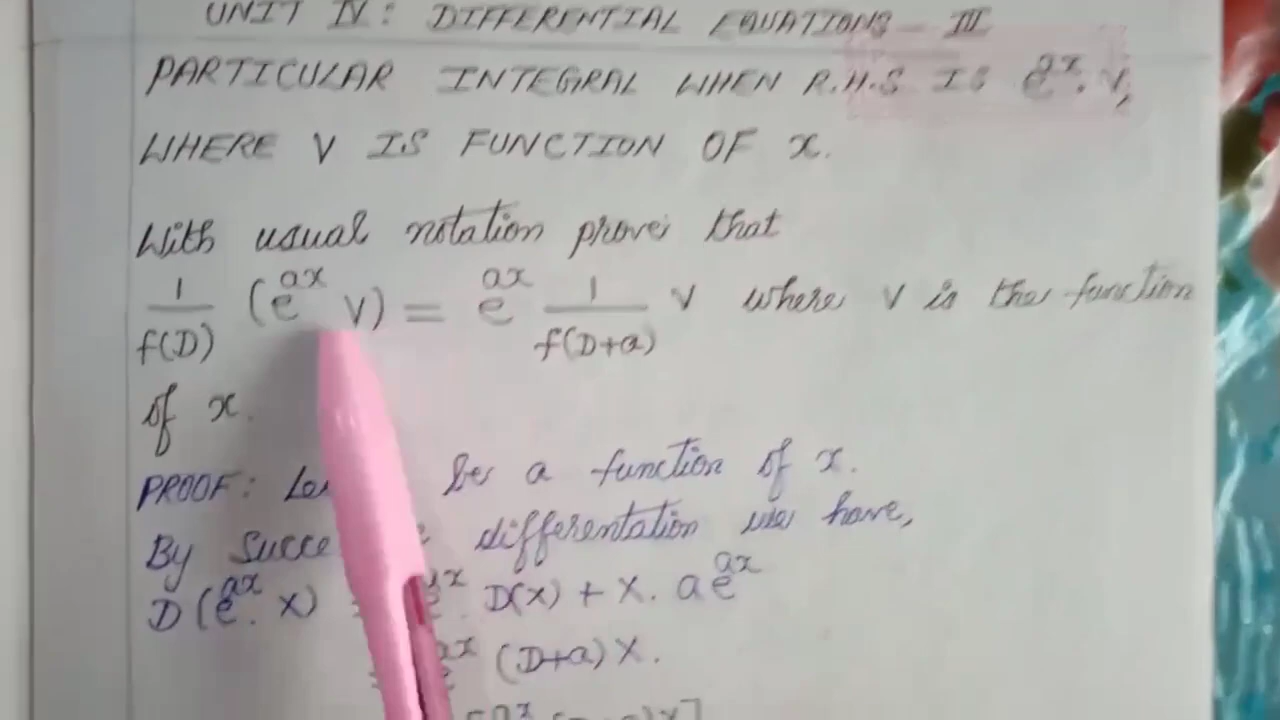 UNIT IV: DIFFERENTIAL EQUATIONS - III
PARTICULAR INTEGRAL WHEN R.H.S IS e^{ax}. V,
WHERE V IS FUNCTION OF x.
With usual notation prove that
1/f(D) (e^{ax} V) = e^{ax} 1/f(D+a) V where V is the function
of x.
PROOF: be a function of x.
By differentation we have,
D(e^{ax}. X) D(x) + X. a e^{ax}
(D+a) X.